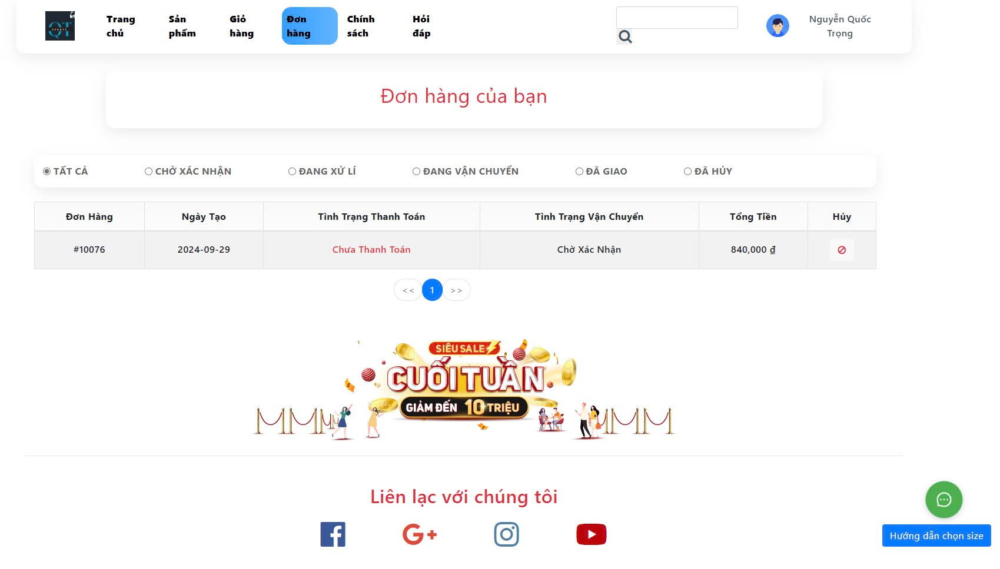 QT
Trang chủ
Sản phẩm
Giỏ hàng
Đơn hàng
Chính sách
Hỏi đáp
Nguyễn Quốc Trọng
Đơn hàng của bạn
TẤT CẢ
CHỜ XÁC NHẬN
ĐANG XỬ LÍ
ĐANG VẬN CHUYỂN
ĐÃ GIAO
ĐÃ HỦY
Đơn Hàng
Ngày Tạo
Tình Trạng Thanh Toán
Tình Trạng Vận Chuyển
Tổng Tiền
Hủy
#10076
2024-09-29
Chưa Thanh Toán
Chờ Xác Nhận
840,000 ₫
<<
1
>>
SIÊU SALE
CUỐI TUẦN
GIẢM ĐẾN 10 TRIỆU
Liên lạc với chúng tôi
Hướng dẫn chọn size